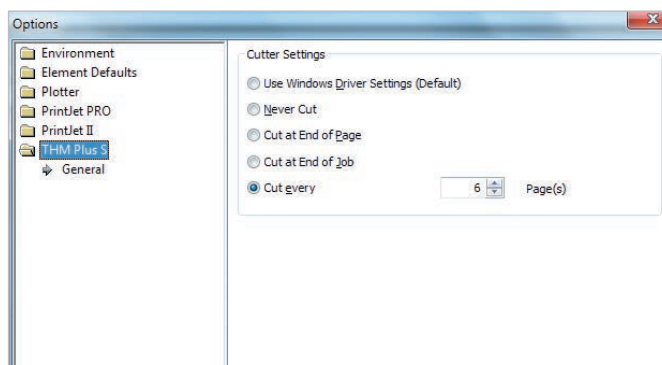 Options
Environment
Element Defaults
Plotter
PrintJet PRO
PrintJet II
THM Plus S
General
Cutter Settings
Use Windows Driver Settings (Default)
Never Cut
Cut at End of Page
Cut at End of Job
Cut every 6 Page(s)